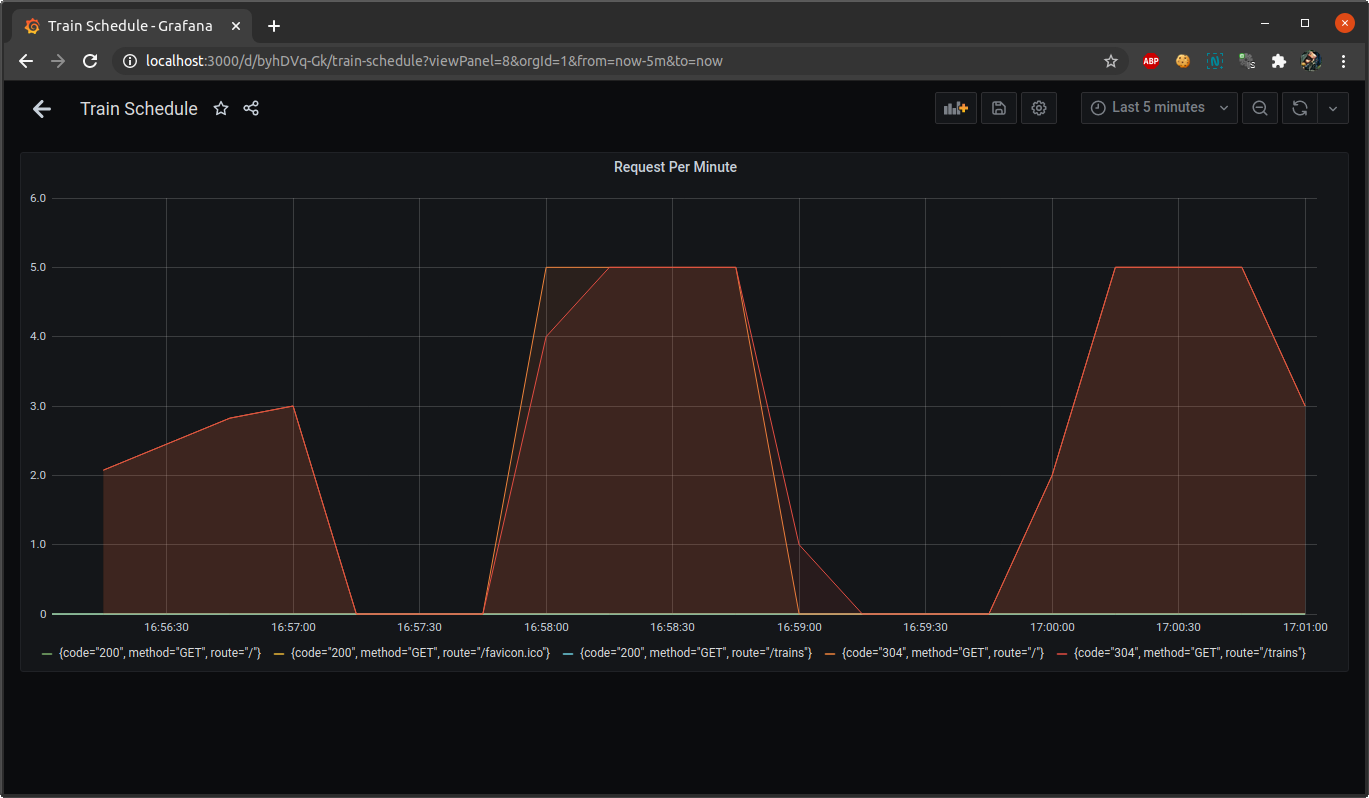 Train Schedule - Grafana
localhost:3000/d/byhDVq-Gk/train-schedule?viewPanel=8&orgId=1&from=now-5m&to=now
ABP
N
s
Train Schedule
Last 5 minutes
Request Per Minute
6.0
5.0
4.0
3.0
2.0
1.0
0
16:56:30 16:57:00 16:57:30 16:58:00 16:58:30 16:59:00 16:59:30 17:00:00 17:00:30 17:01:00
{code="200", method="GET", route="/"} {code="200", method="GET", route="/favicon.ico"} {code="200", method="GET", route="/trains"} {code="304", method="GET", route="/"} {code="304", method="GET", route="/trains"}